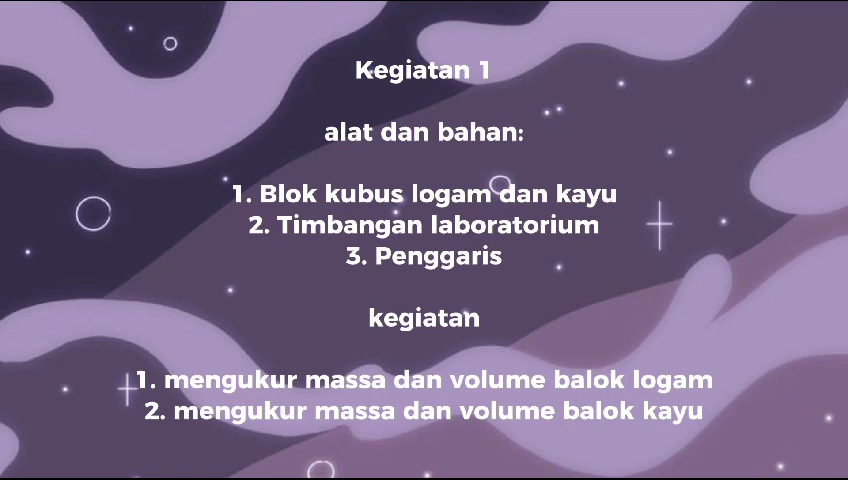 Kegiatan 1
alat dan bahan:
1. Blok kubus logam dan kayu
2. Timbangan laboratorium
3. Penggaris
kegiatan
1. mengukur massa dan volume balok logam
2. mengukur massa dan volume balok kayu